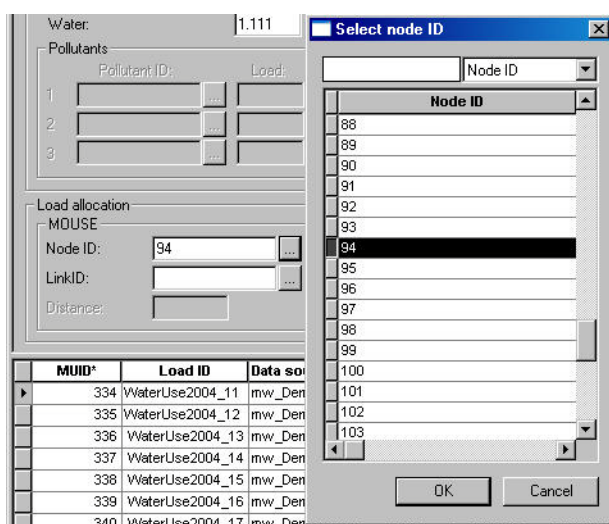 Water: 1.111
Pollutants
Pollutant ID: Load:
1 ... 
2 ...
3 ...
Load allocation
MOUSE
Node ID: 94 ...
LinkID: ...
Distance:
MUID* Load ID Data sou
334 WaterUse2004_11 mw_Den
335 WaterUse2004_12 mw_Den
336 WaterUse2004_13 mw_Den
337 WaterUse2004_14 mw_Den
338 WaterUse2004_15 mw_Den
339 WaterUse2004_16 mw_Den
340 WaterUse2004_17 mw_Den
Select node ID
Node ID
Node ID
88
89
90
91
92
93
94
95
96
97
98
99
100
101
102
103
OK Cancel